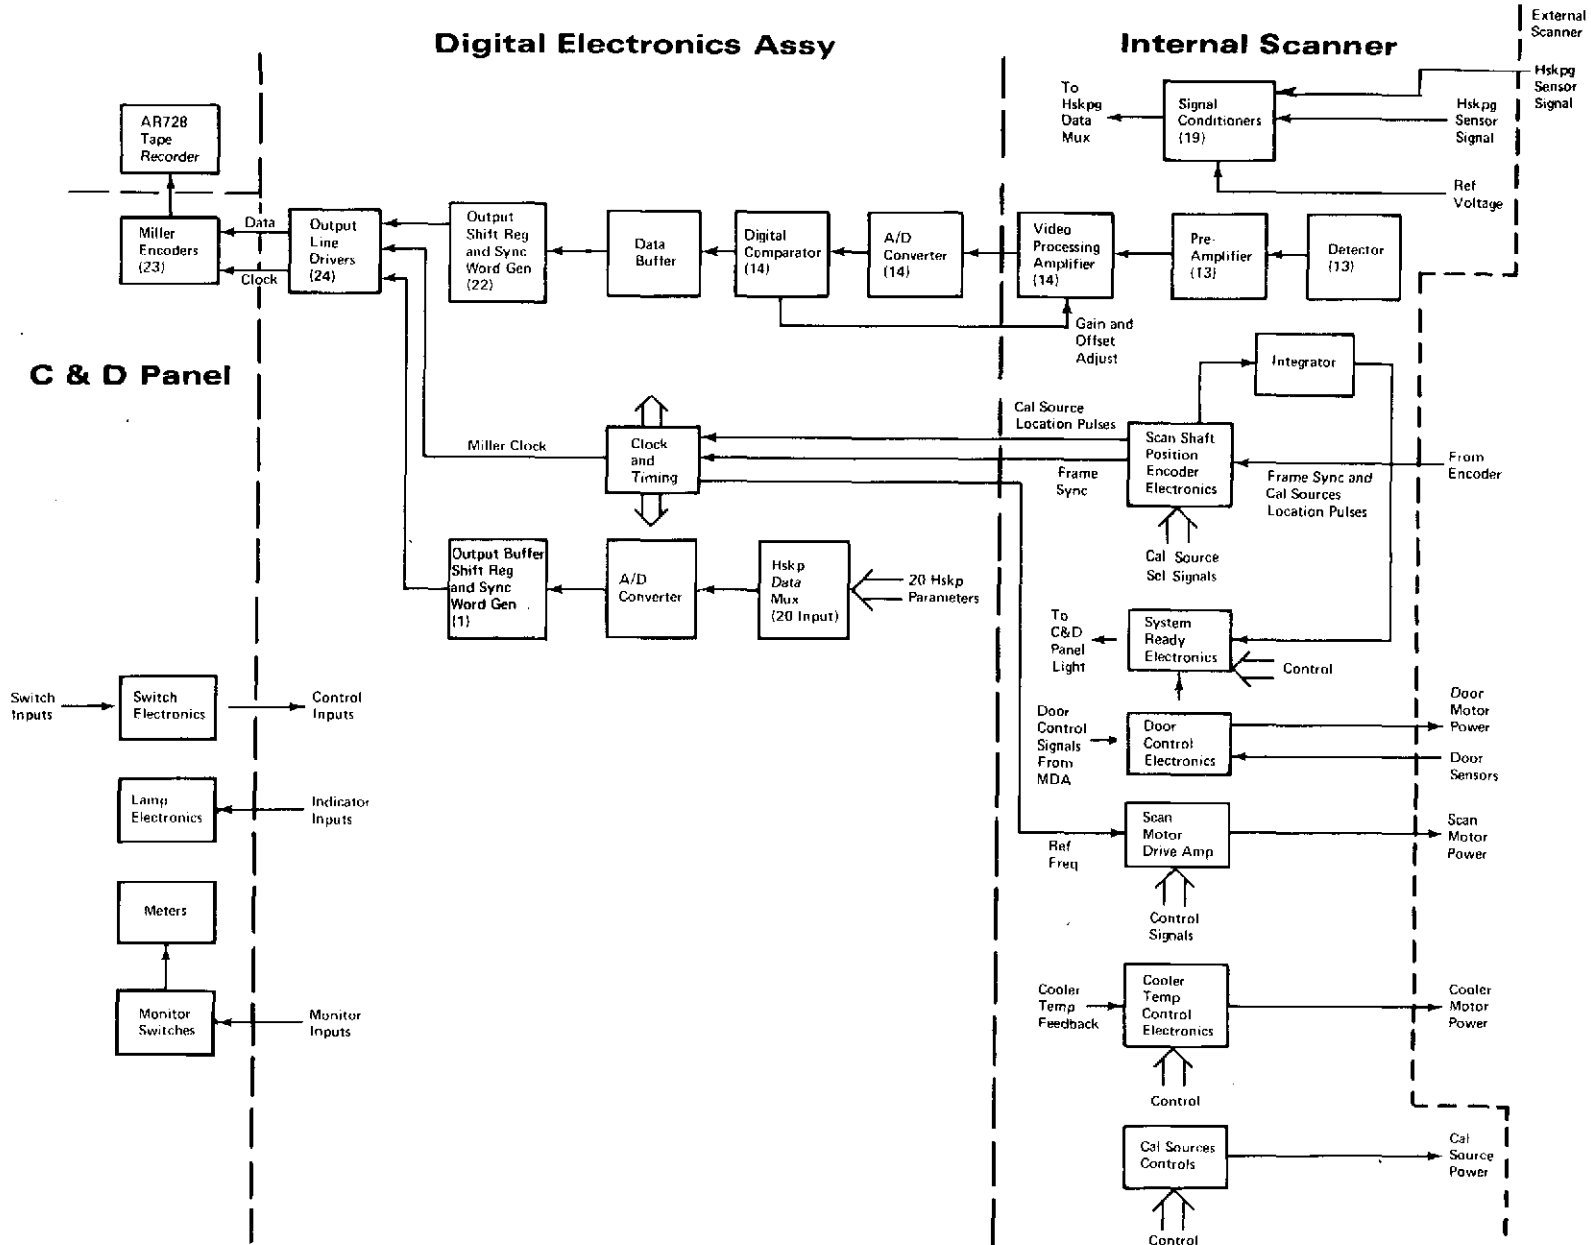 Digital Electronics Assy
Internal Scanner
External
Scanner
AR728
Tape
Recorder
To
Hskpg
Data
Mux
Signal
Conditioners
(19)
Hskpg
Sensor
Signal
Hskpg
Sensor
Signal
Ref
Voltage
Miller
Encoders
(23)
Data
Clock
Output
Line
Drivers
(24)
Output
Shift Reg
and Sync
Word Gen
(22)
Data
Buffer
Digital
Comparator
(14)
A/D
Converter
(14)
Video
Processing
Amplifier
(14)
Pre-
Amplifier
(13)
Detector
(13)
Gain and
Offset
Adjust
C & D Panel
Integrator
Miller Clock
Clock
and
Timing
Cal Source
Location Pulses
Frame
Sync
Scan Shaft
Position
Encoder
Electronics
From
Encoder
Frame Sync and
Cal Sources
Location Pulses
Cal Source
Sel Signals
Output Buffer
Shift Reg
and Sync
Word Gen
(1)
A/D
Converter
Hskp
Data
Mux
(20 Input)
20 Hskp
Parameters
To
C&D
Panel
Light
System
Ready
Electronics
Control
Switch
Inputs
Switch
Electronics
Control
Inputs
Door
Control
Signals
From
MDA
Door
Control
Electronics
Door
Motor
Power
Door
Sensors
Lamp
Electronics
Indicator
Inputs
Ref
Freq
Scan
Motor
Drive Amp
Scan
Motor
Power
Control
Signals
Meters
Monitor
Switches
Monitor
Inputs
Cooler
Temp
Feedback
Cooler
Temp
Control
Electronics
Cooler
Motor
Power
Control
Cal Sources
Controls
Cal
Source
Power
Control